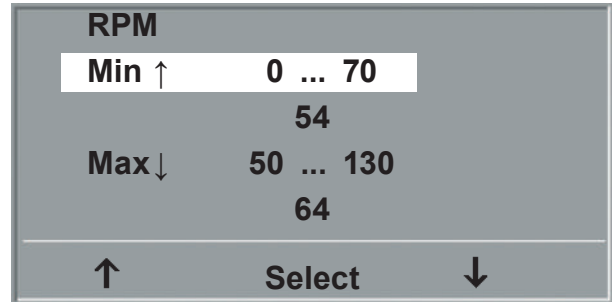 RPM
Min ↑ 0 ... 70
54
Max↓ 50 ... 130
64
↑ Select ↓